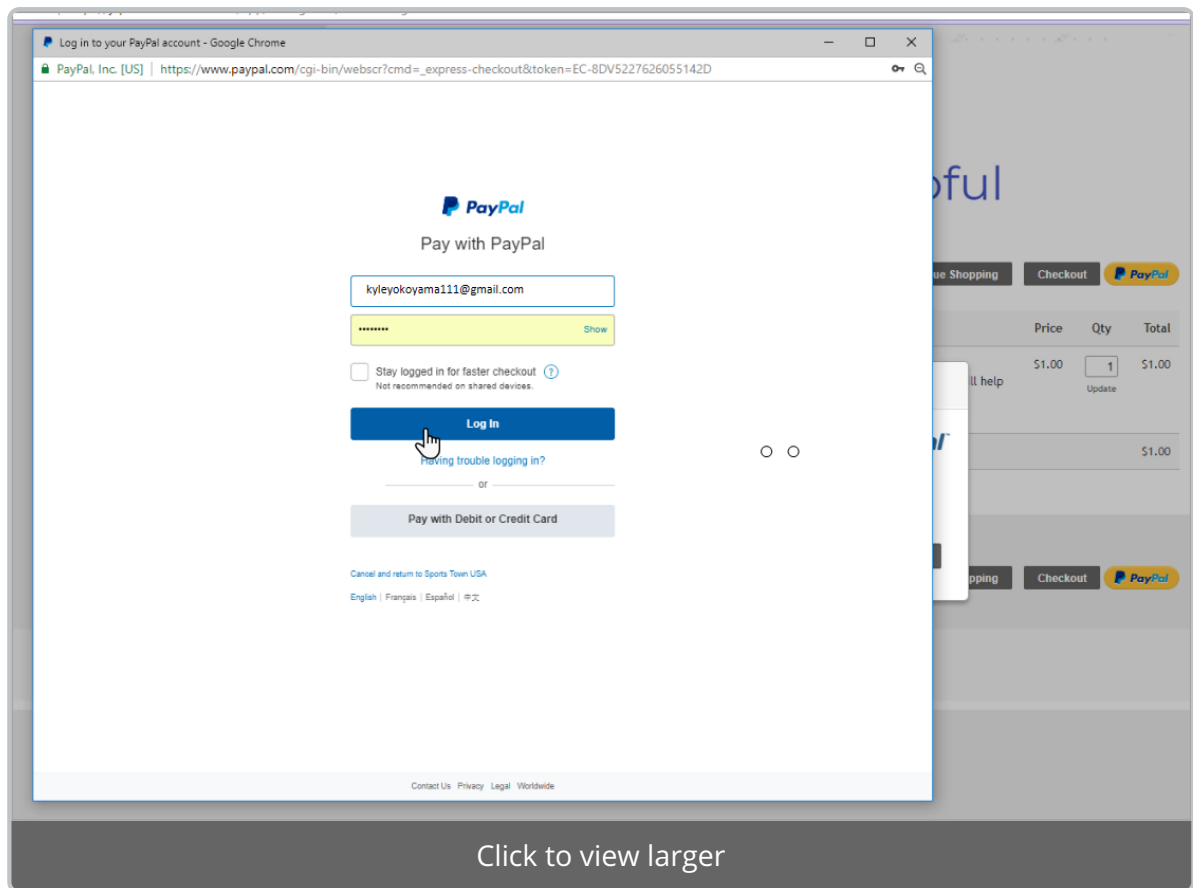 Log in to your PayPal account - Google Chrome
PayPal, Inc. [US] | https://www.paypal.com/cgi-bin/webscr?cmd=_express-checkout&token=EC-8DV5227626055142D
PayPal
Pay with PayPal
kyleyokoyama111@gmail.com
•••••••• Show
Stay logged in for faster checkout ?
Not recommended on shared devices.
Log In
Having trouble logging in?
or
Pay with Debit or Credit Card
Cancel and return to Sports Town USA
English | Français | Español | 中文
Contact Us Privacy Legal Worldwide
Shopping Checkout PayPal
Price Qty Total
$1.00 1 $1.00
ll help
Update
$1.00
Checkout PayPal
Click to view larger